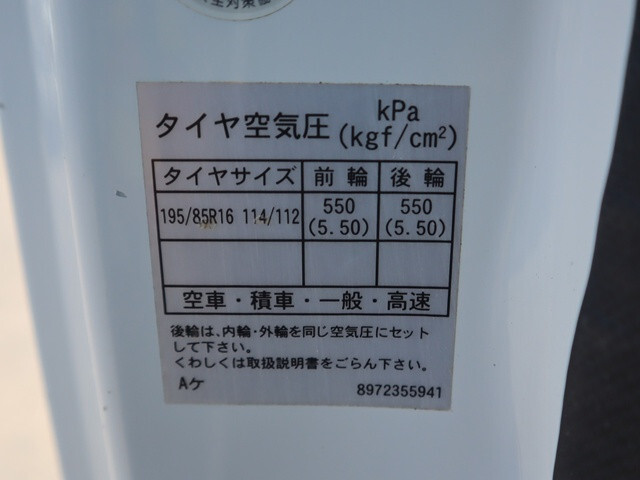 タイヤ空気圧 kPa
(kgf/cm²)
タイヤサイズ 前輪 後輪
195/85R16 114/112 550 550
(5.50) (5.50)
空車・積車・一般・高速
後輪は、内輪・外輪を同じ空気圧にセット
して下さい。
くわしくは取扱説明書をごらん下さい。
Aケ 8972355941